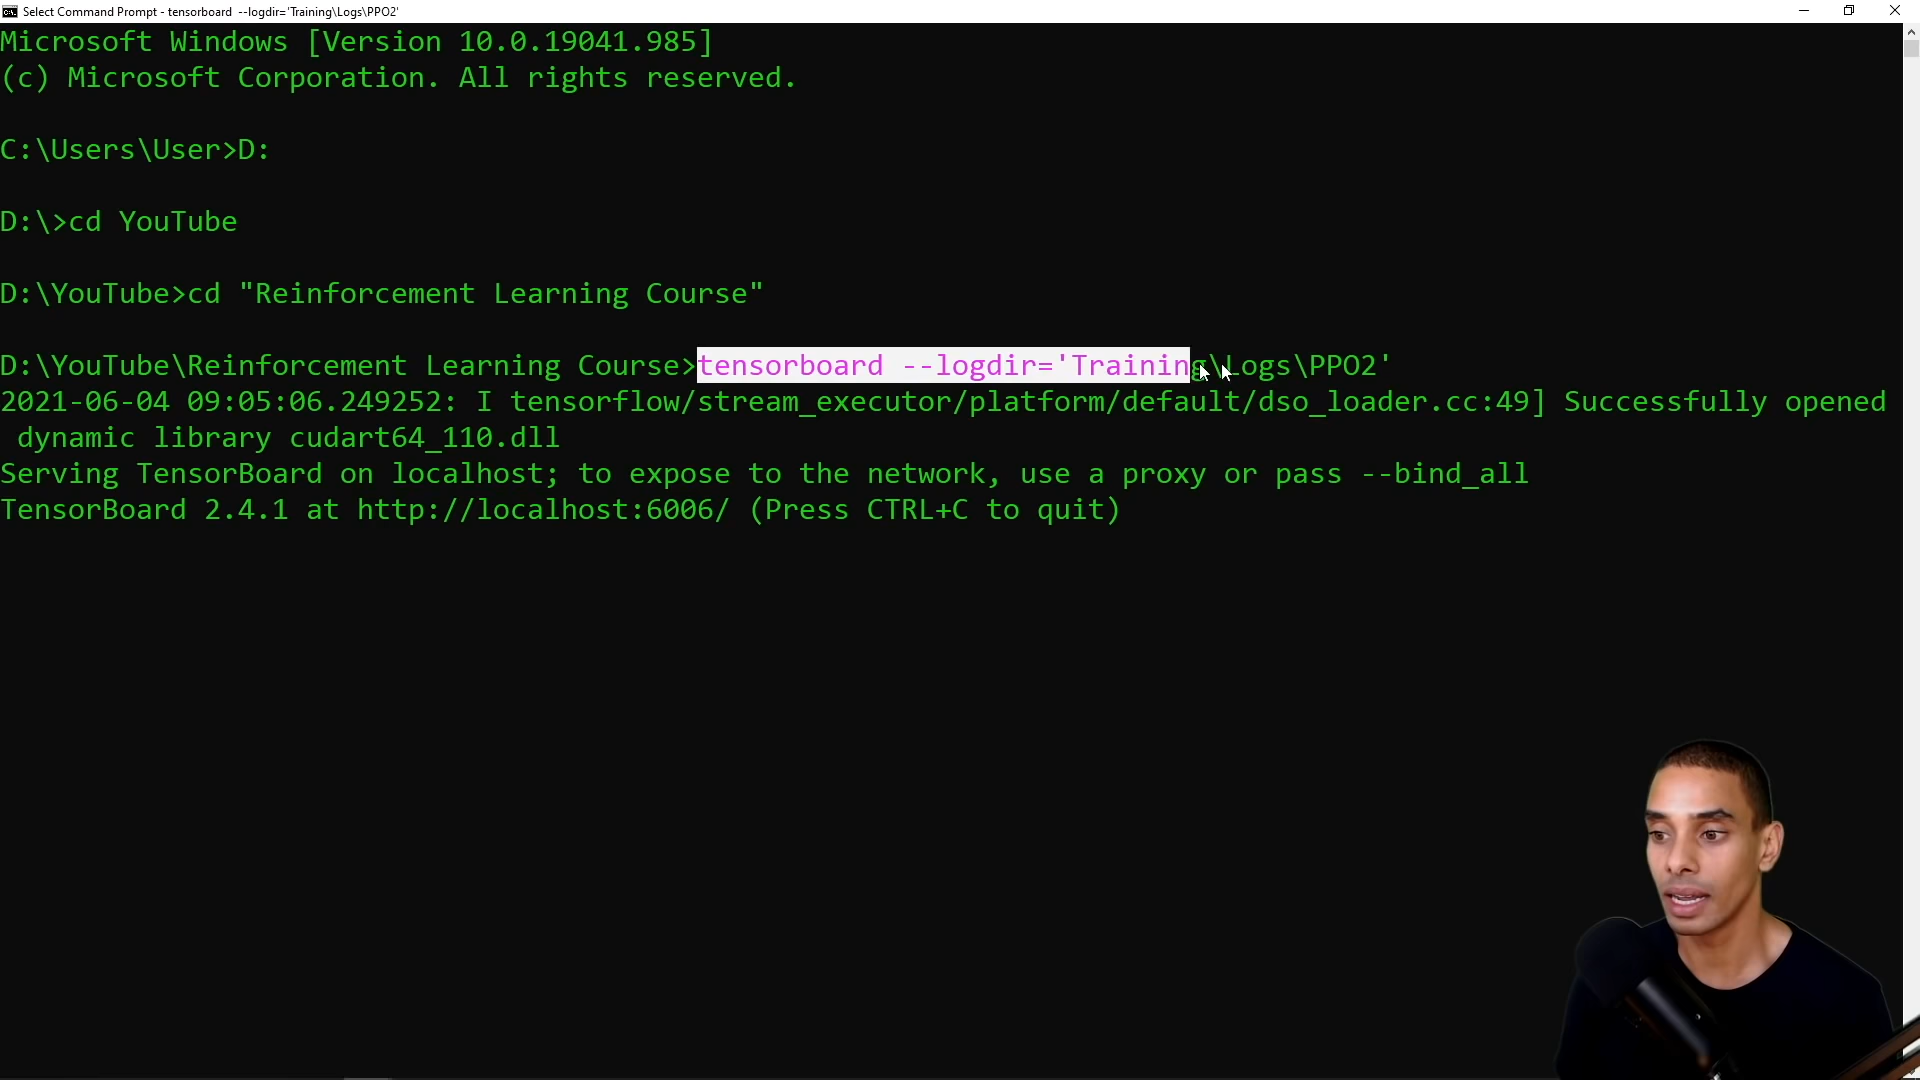 Select Command Prompt - tensorboard  --logdir='Training\Logs\PPO2'
Microsoft Windows [Version 10.0.19041.985]
(c) Microsoft Corporation. All rights reserved.
C:\Users\User>D:
D:\>cd YouTube
D:\YouTube>cd "Reinforcement Learning Course"
D:\YouTube\Reinforcement Learning Course>tensorboard --logdir='Training\Logs\PPO2'
2021-06-04 09:05:06.249252: I tensorflow/stream_executor/platform/default/dso_loader.cc:49] Successfully opened
dynamic library cudart64_110.dll
Serving TensorBoard on localhost; to expose to the network, use a proxy or pass --bind_all
TensorBoard 2.4.1 at http://localhost:6006/ (Press CTRL+C to quit)